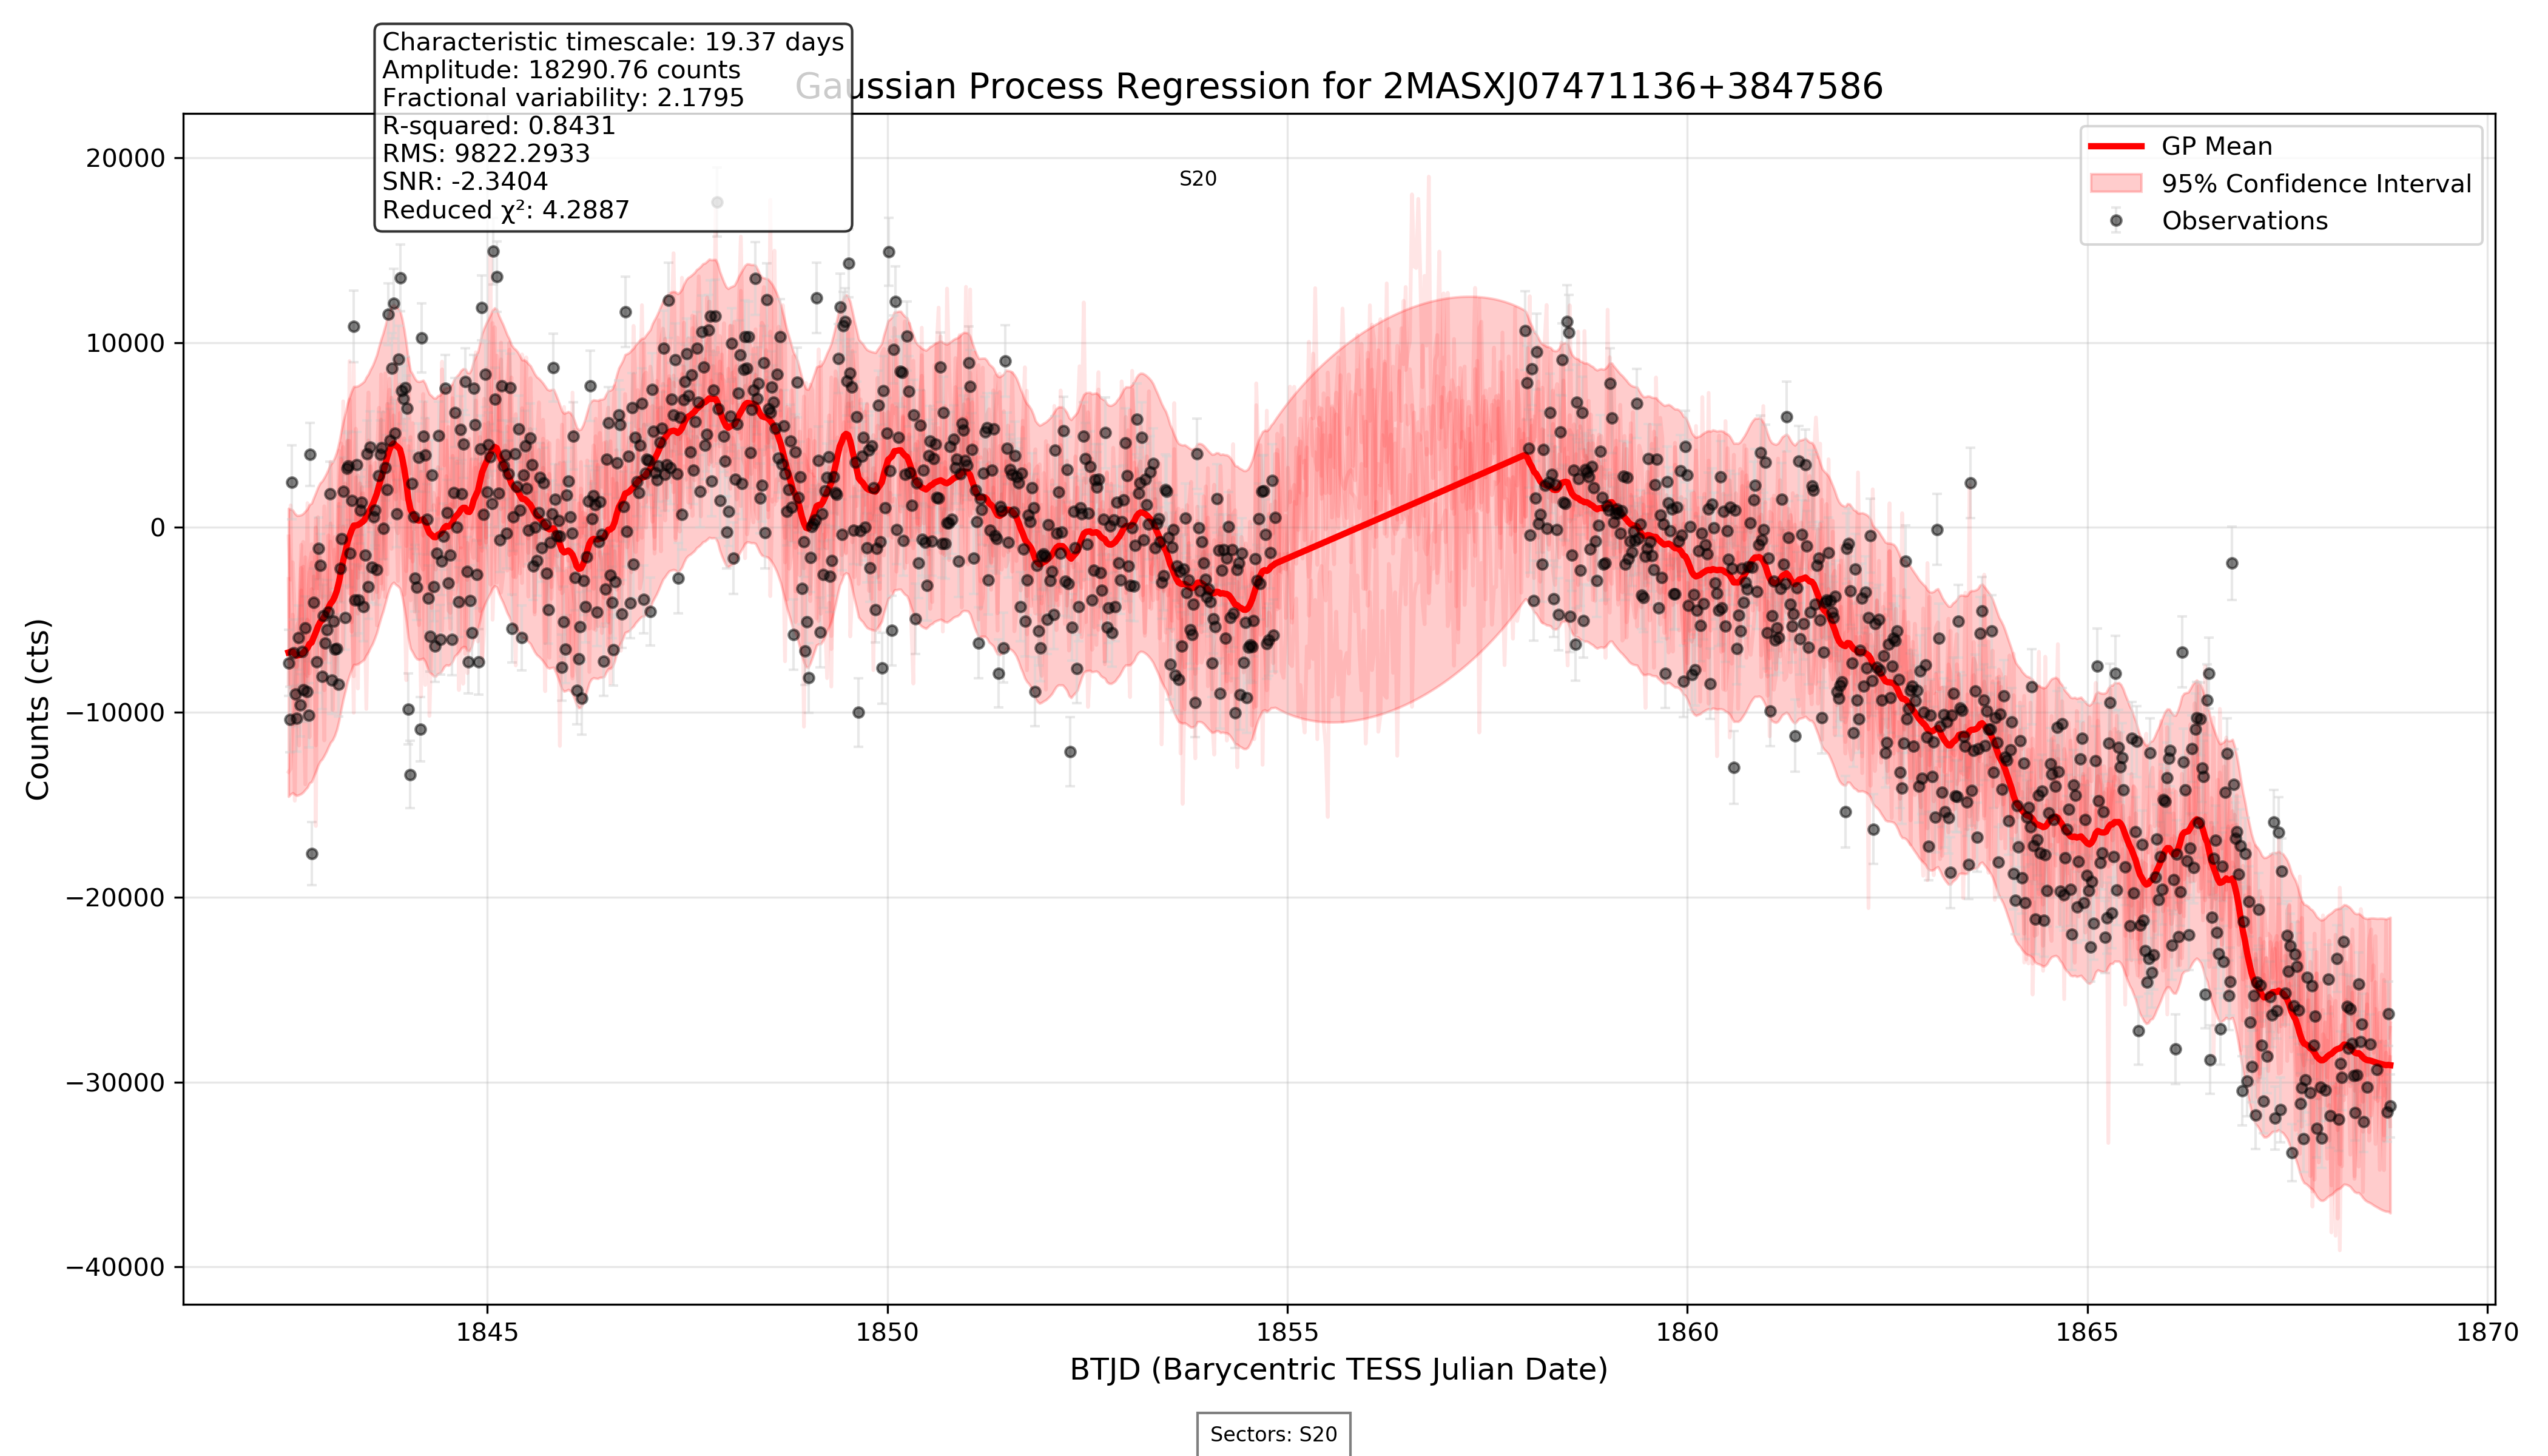 Characteristic timescale: 19.37 days
Amplitude: 18290.76 counts
Fractional variability: 2.1795
R-squared: 0.8431
RMS: 9822.2933
SNR: -2.3404
Reduced χ²: 4.2887
Gaussian Process Regression for 2MASXJ07471136+3847586
GP Mean
95% Confidence Interval
Observations
S20
Counts (cts)
20000
10000
0
−10000
−20000
−30000
−40000
1845
1850
1855
1860
1865
1870
BTJD (Barycentric TESS Julian Date)
Sectors: S20